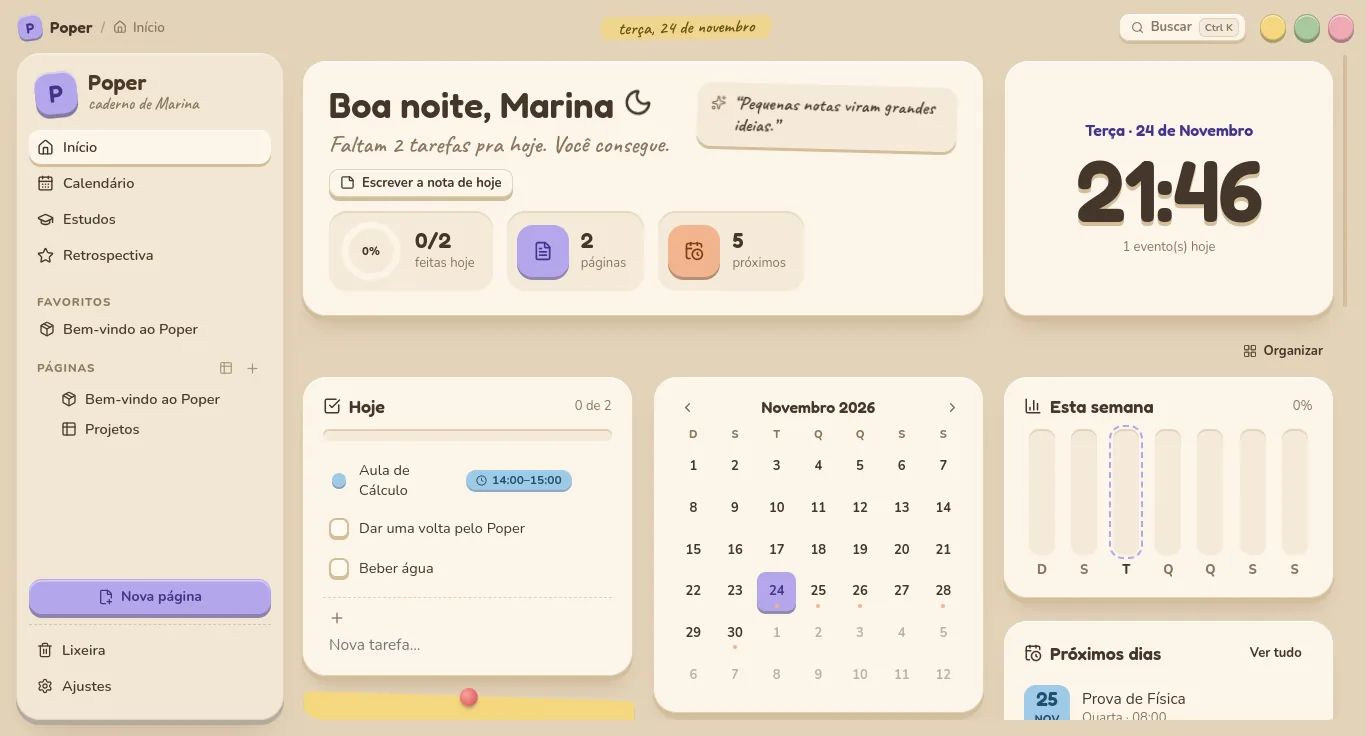 P Poper / Início
terça, 24 de novembro
Buscar Ctrl K
P Poper
caderno de Marina
Início
Calendário
Estudos
Retrospectiva
FAVORITOS
Bem-vindo ao Poper
PÁGINAS
Bem-vindo ao Poper
Projetos
Nova página
Lixeira
Ajustes
Boa noite, Marina
Faltam 2 tarefas pra hoje. Você consegue.
“Pequenas notas viram grandes
ideias.”
Escrever a nota de hoje
0%
0/2
feitas hoje
2
páginas
5
próximos
Terça · 24 de Novembro
21:46
1 evento(s) hoje
Organizar
Hoje 0 de 2
Aula de
Cálculo
14:00–15:00
Dar uma volta pelo Poper
Beber água
Nova tarefa...
Novembro 2026
D S T Q Q S S
1 2 3 4 5 6 7
8 9 10 11 12 13 14
15 16 17 18 19 20 21
22 23 24 25 26 27 28
29 30 1 2 3 4 5
6 7 8 9 10 11 12
Esta semana 0%
D S T Q Q S S
Próximos dias Ver tudo
25
NOV
Prova de Física
Quarta · 08:00